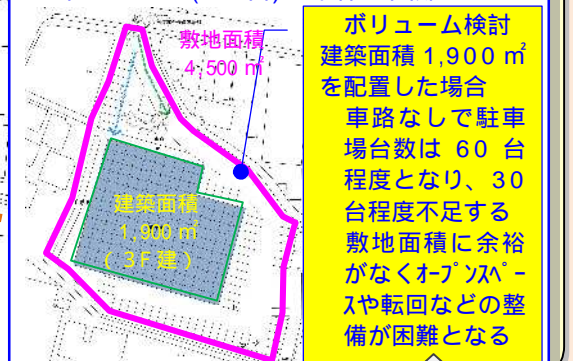 敷地面積
4,500 ㎡
建築面積
1,900 ㎡
(3F 建)
ボリューム検討
建築面積 1,900 ㎡
を配置した場合
車路なしで駐車
場台数は 60 台
程度となり、30
台程度不足する
敷地面積に余裕
がなくオープンスペー
スや転回などの整
備が困難となる